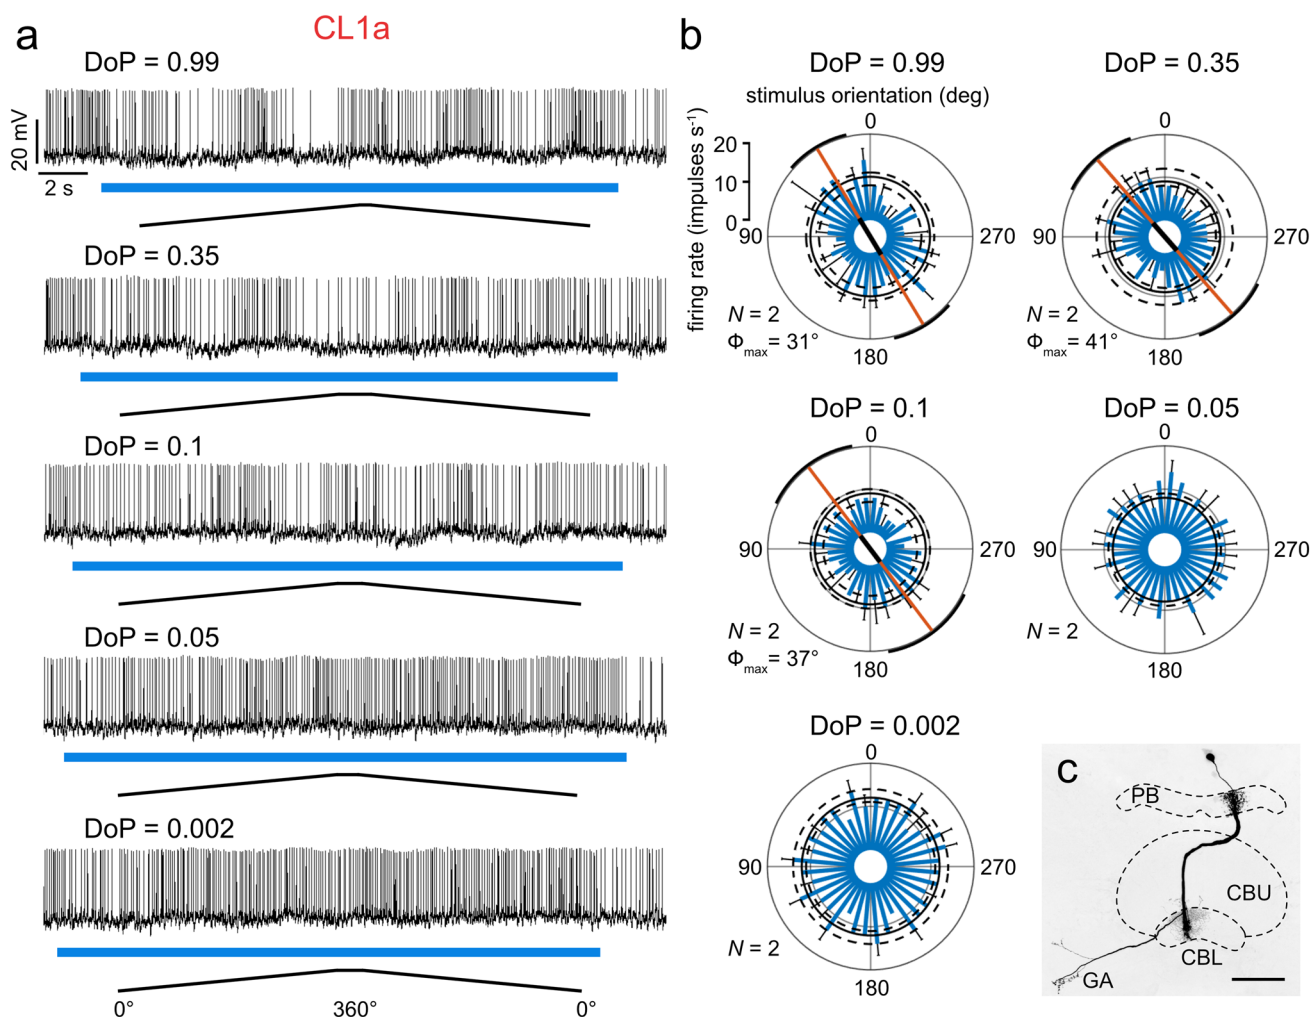 a
CL1a
DoP = 0.99
20 mV
2 s
DoP = 0.35
DoP = 0.1
DoP = 0.05
DoP = 0.002
0°
360°
0°
b
DoP = 0.99
stimulus orientation (deg)
0
firing rate (impulses s⁻¹)
20
10
0
90
270
N = 2
Φmax= 31°
180
DoP = 0.35
0
90
270
N = 2
Φmax= 41°
180
DoP = 0.1
0
90
270
N = 2
Φmax= 37°
180
DoP = 0.05
0
90
270
N = 2
180
DoP = 0.002
0
90
270
N = 2
180
c
PB
CBU
CBL
GA